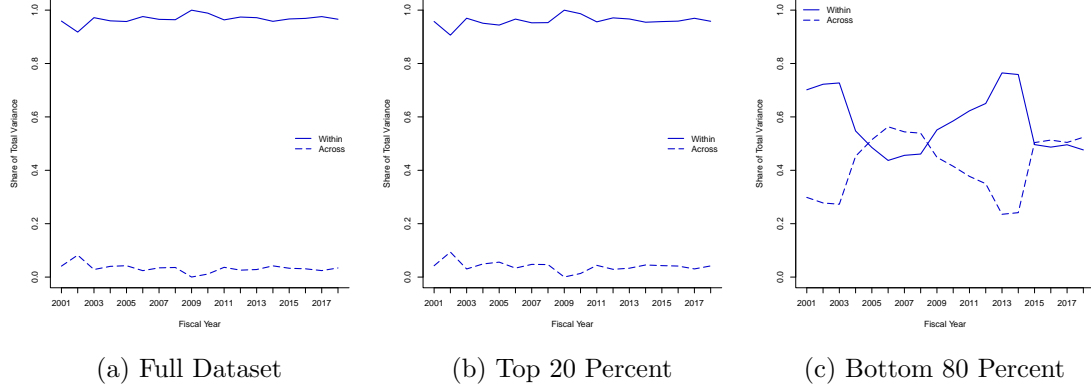 1.0
0.8
0.6
0.4
0.2
0.0
Share of Total Variance
Within
Across
2001 2003 2005 2007 2009 2011 2013 2015 2017
Fiscal Year
(a) Full Dataset
1.0
0.8
0.6
0.4
0.2
0.0
Share of Total Variance
Within
Across
2001 2003 2005 2007 2009 2011 2013 2015 2017
Fiscal Year
(b) Top 20 Percent
1.0
0.8
0.6
0.4
0.2
0.0
Share of Total Variance
Within
Across
2001 2003 2005 2007 2009 2011 2013 2015 2017
Fiscal Year
(c) Bottom 80 Percent